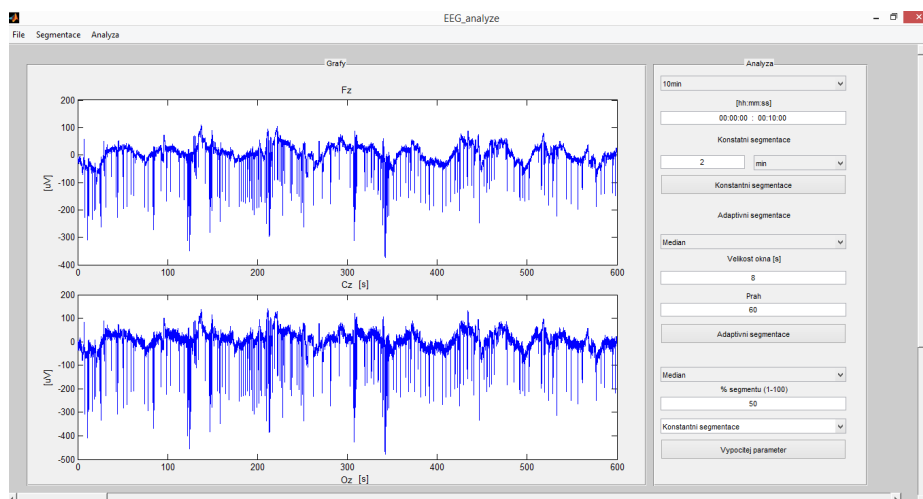 EEG_analyze
File Segmentace Analyza
Grafy
Fz
200
100
0
-100
-200
-300
-400
[uV]
0 100 200 300 400 500 600
Cz [s]
200
100
0
-100
-200
-300
-400
-500
[uV]
0 100 200 300 400 500 600
Oz [s]
Analyza
10min
[hh:mm:ss]
00:00:00 : 00:10:00
Konstatni segmentace
2 min
Konstantni segmentace
Adaptivni segmentace
Median
Velikost okna [s]
8
Prah
60
Adaptivni segmentace
Median
% segmentu (1-100)
50
Konstantni segmentace
Vypocitej parameter